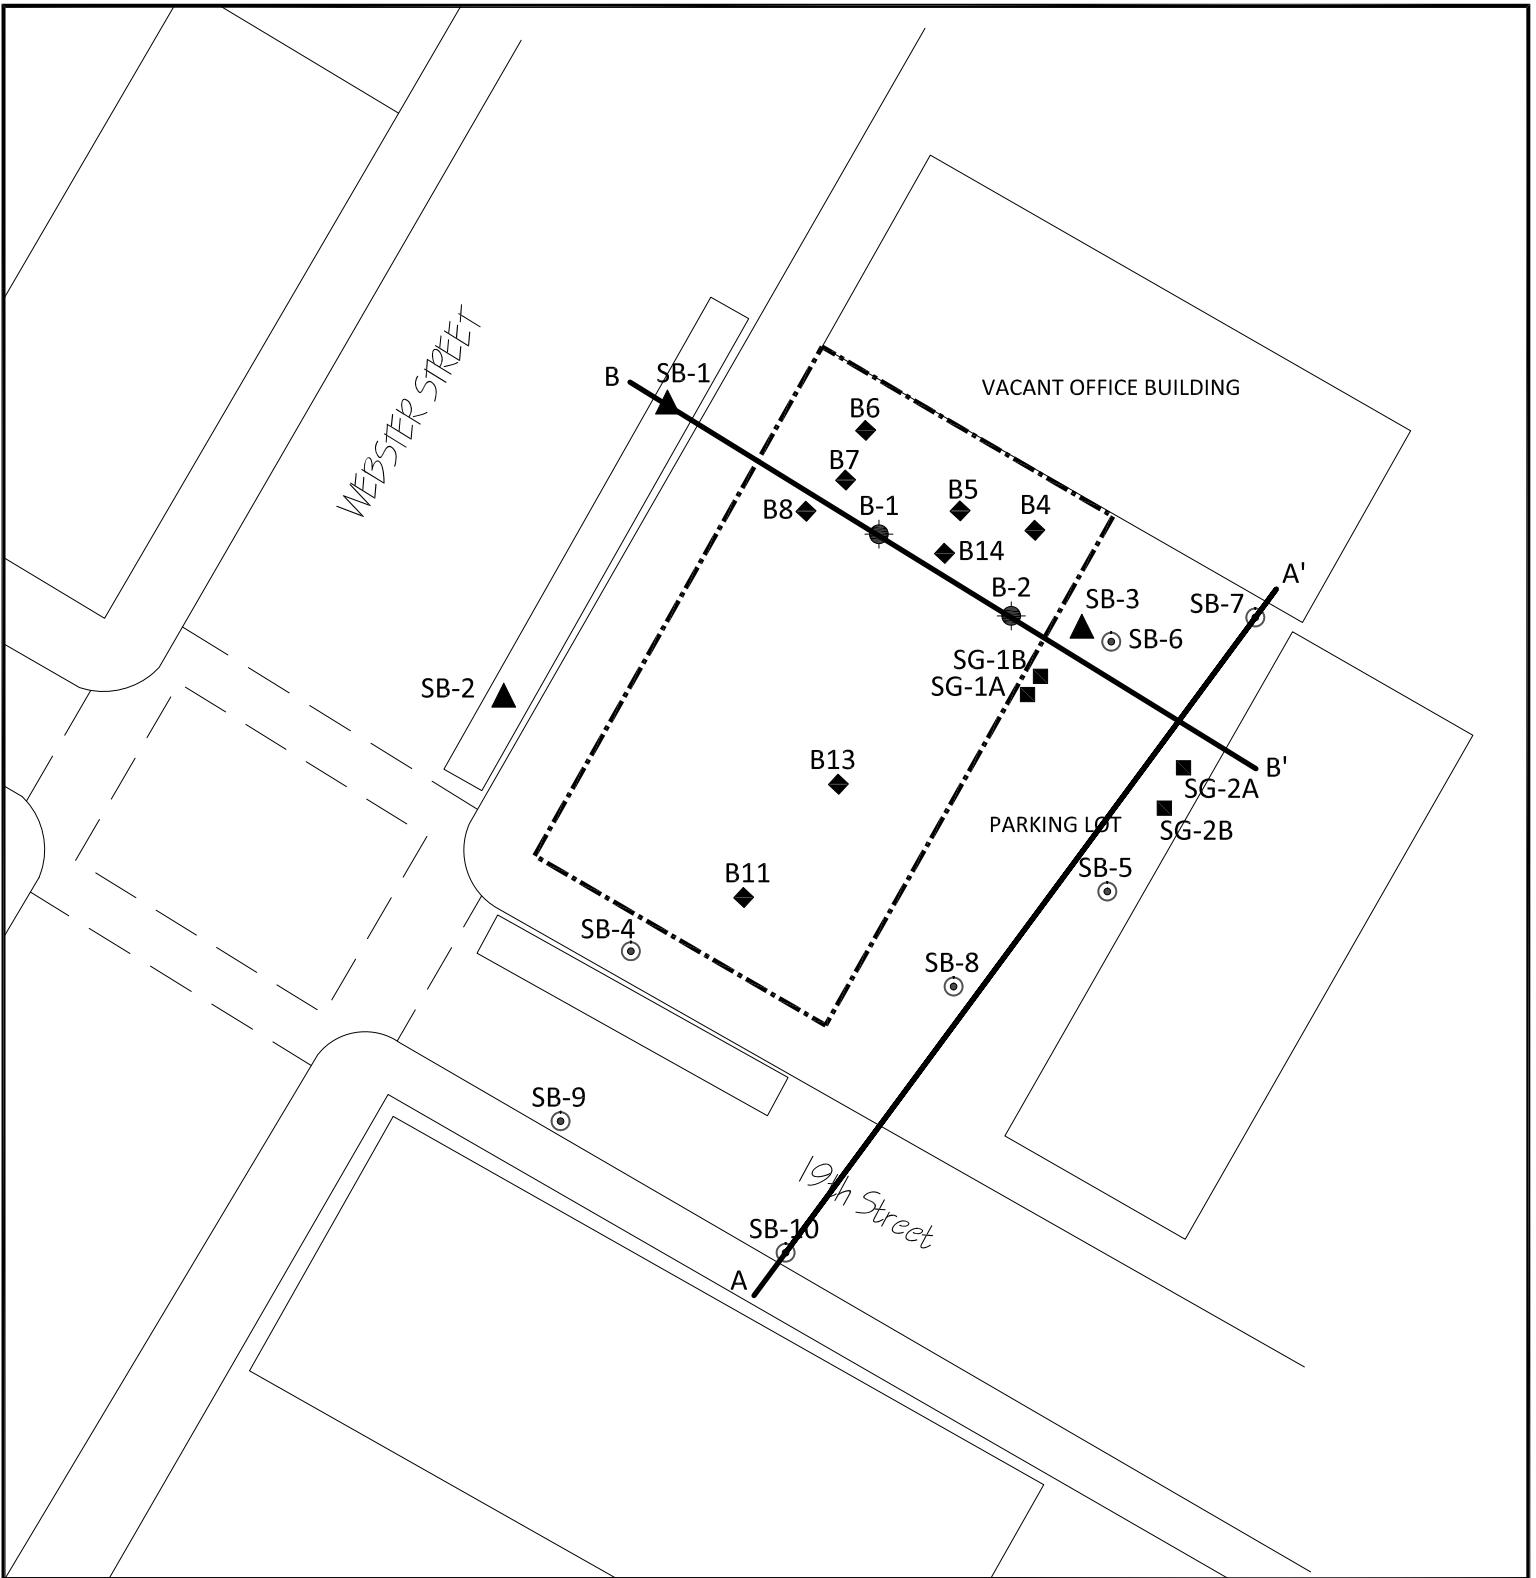 VACANT OFFICE BUILDING
WEBSTER STREET
B
SB-1
B6
B7
B5
B-1
B4
B8
B14
A'
B-2
SB-3
SB-7
SB-6
SG-1B
SG-1A
SB-2
B13
B'
SG-2A
PARKING LOT
SG-2B
B11
SB-5
SB-4
SB-8
SB-9
19th Street
SB-10
A